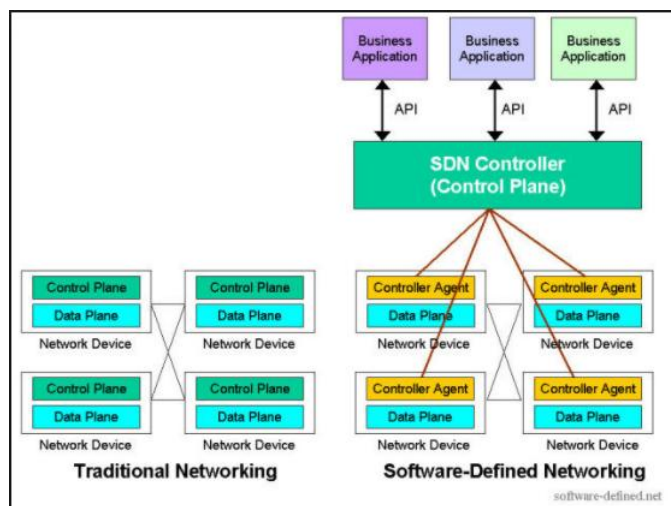 Business
Application
Business
Application
Business
Application
API
API
API
SDN Controller
(Control Plane)
Control Plane
Data Plane
Network Device
Control Plane
Data Plane
Network Device
Control Plane
Data Plane
Network Device
Control Plane
Data Plane
Network Device
Traditional Networking
Controller Agent
Data Plane
Network Device
Controller Agent
Data Plane
Network Device
Controller Agent
Data Plane
Network Device
Controller Agent
Data Plane
Network Device
Software-Defined Networking
software-defined.net